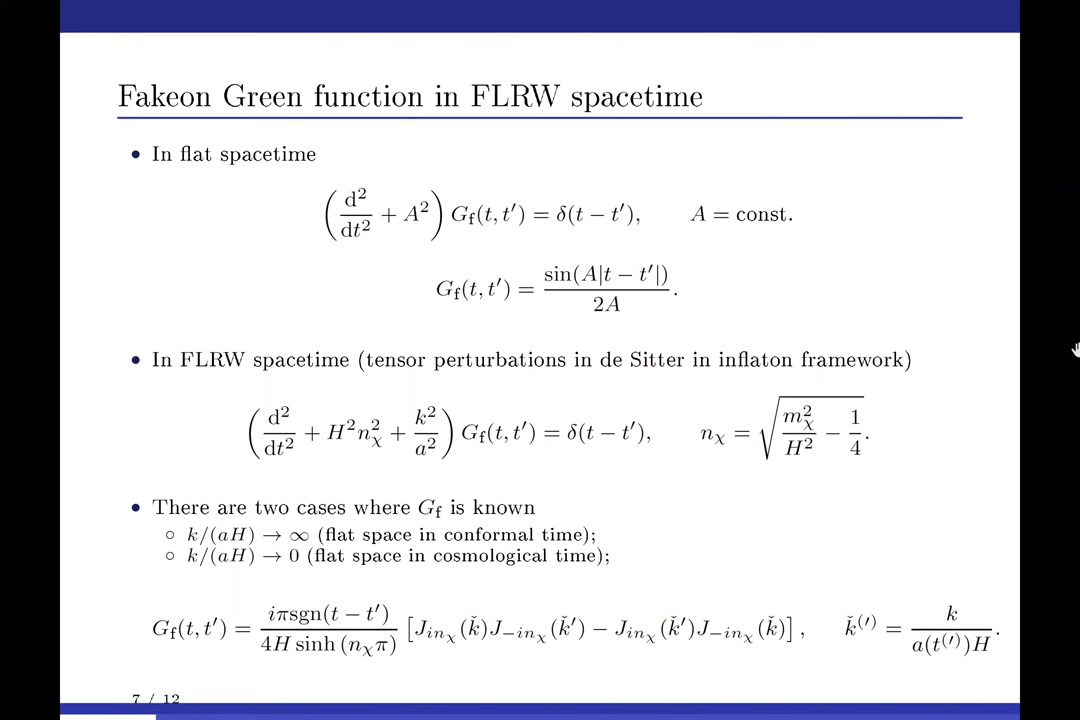 Fakeon Green function in FLRW spacetime
• In flat spacetime
(d²/dt² + A²) G_f(t, t′) = δ(t − t′),   A = const.
G_f(t, t′) = sin(A|t − t′|) / 2A .
• In FLRW spacetime (tensor perturbations in de Sitter in inflaton framework)
(d²/dt² + H²n_χ² + k²/a²) G_f(t, t′) = δ(t − t′),   n_χ = √(m_χ²/H² − 1/4).
• There are two cases where G_f is known
○ k/(aH) → ∞ (flat space in conformal time);
○ k/(aH) → 0 (flat space in cosmological time);
G_f(t, t′) = iπsgn(t − t′) / 4H sinh (n_χπ) [J_{in_χ}(ǩ)J_{−in_χ}(ǩ′) − J_{in_χ}(ǩ′)J_{−in_χ}(ǩ)] ,   ǩ^(′) = k / a(t^(′))H .
7 / 12